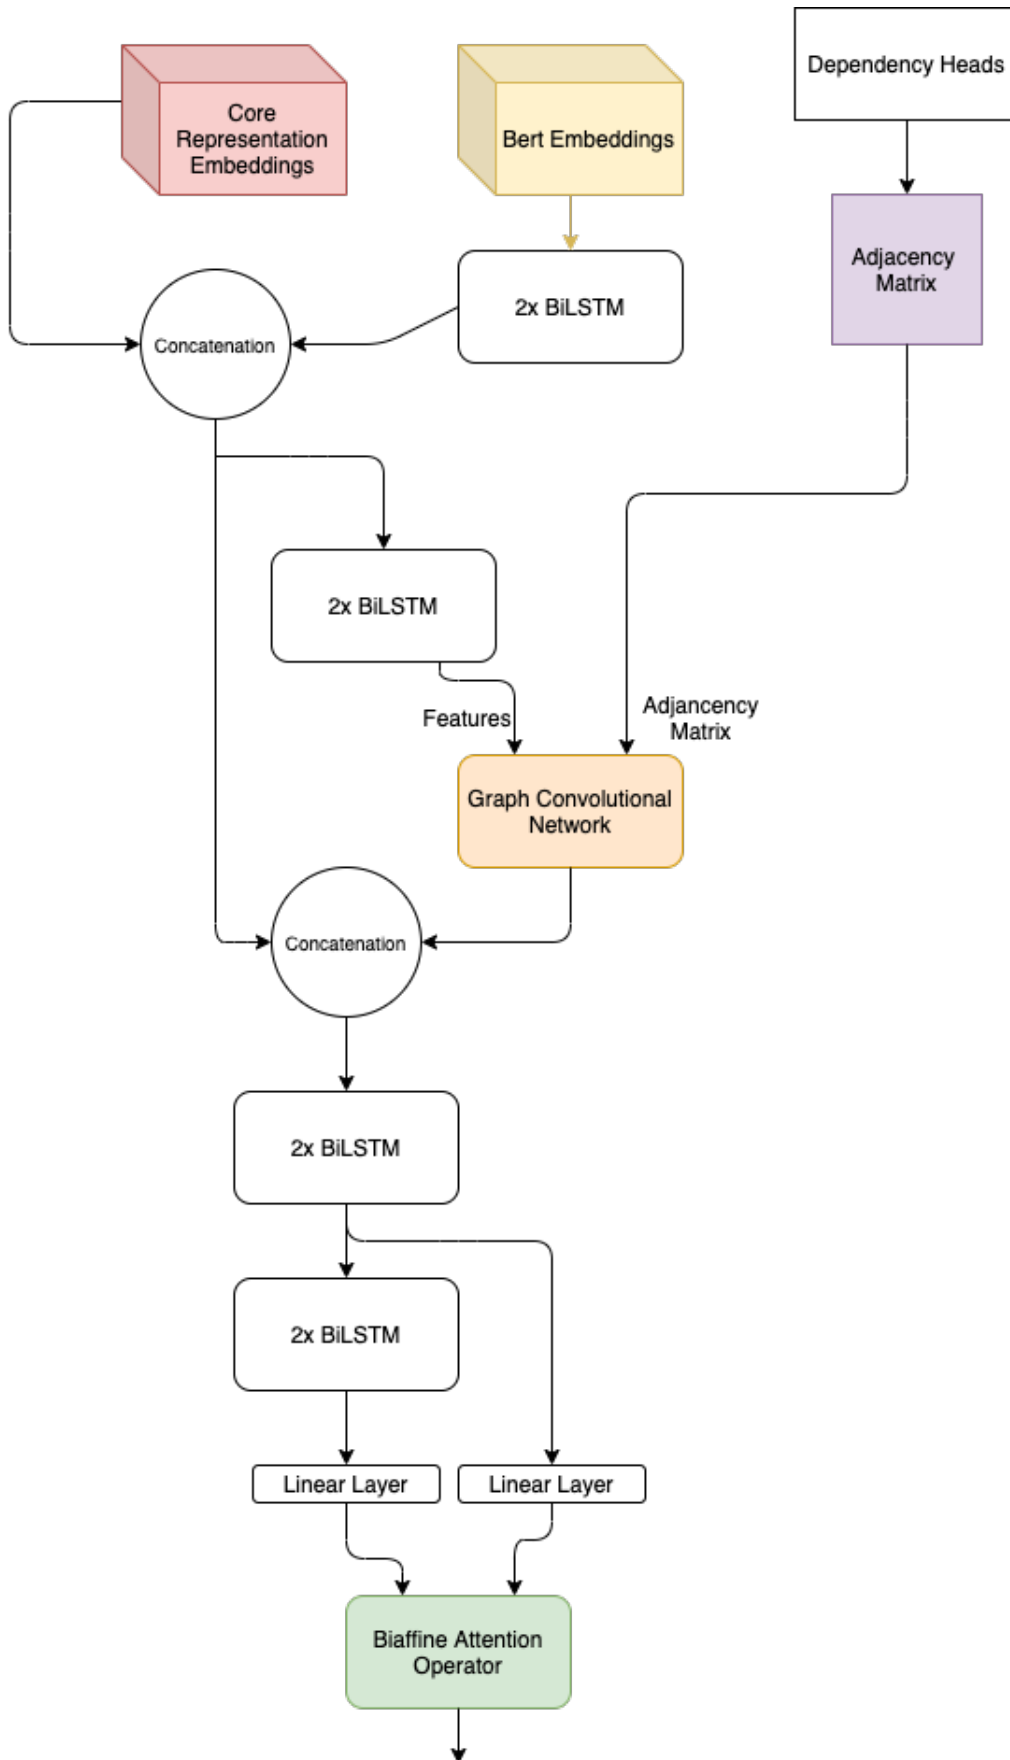 Core
Representation
Embeddings
Bert Embeddings
Dependency Heads
Adjacency
Matrix
2x BiLSTM
Concatenation
2x BiLSTM
Features
Adjancency
Matrix
Graph Convolutional
Network
Concatenation
2x BiLSTM
2x BiLSTM
Linear Layer
Linear Layer
Biaffine Attention
Operator